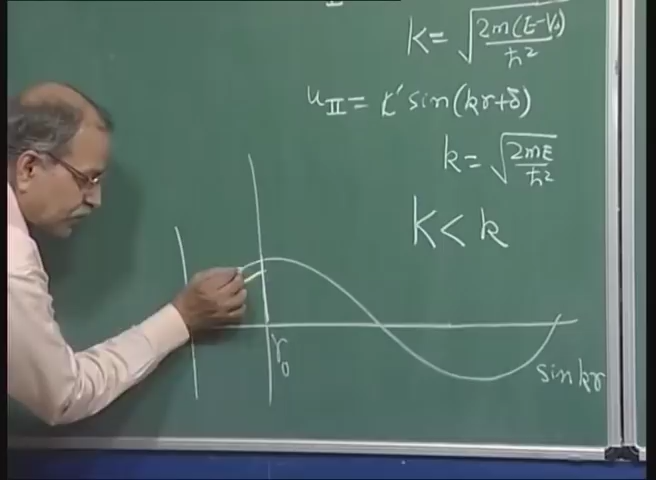 K = √(2m(E-V₀)/ħ²)
u_II = C' sin(kr+δ)
k = √(2mE/ħ²)
K < k
r₀
sin kr